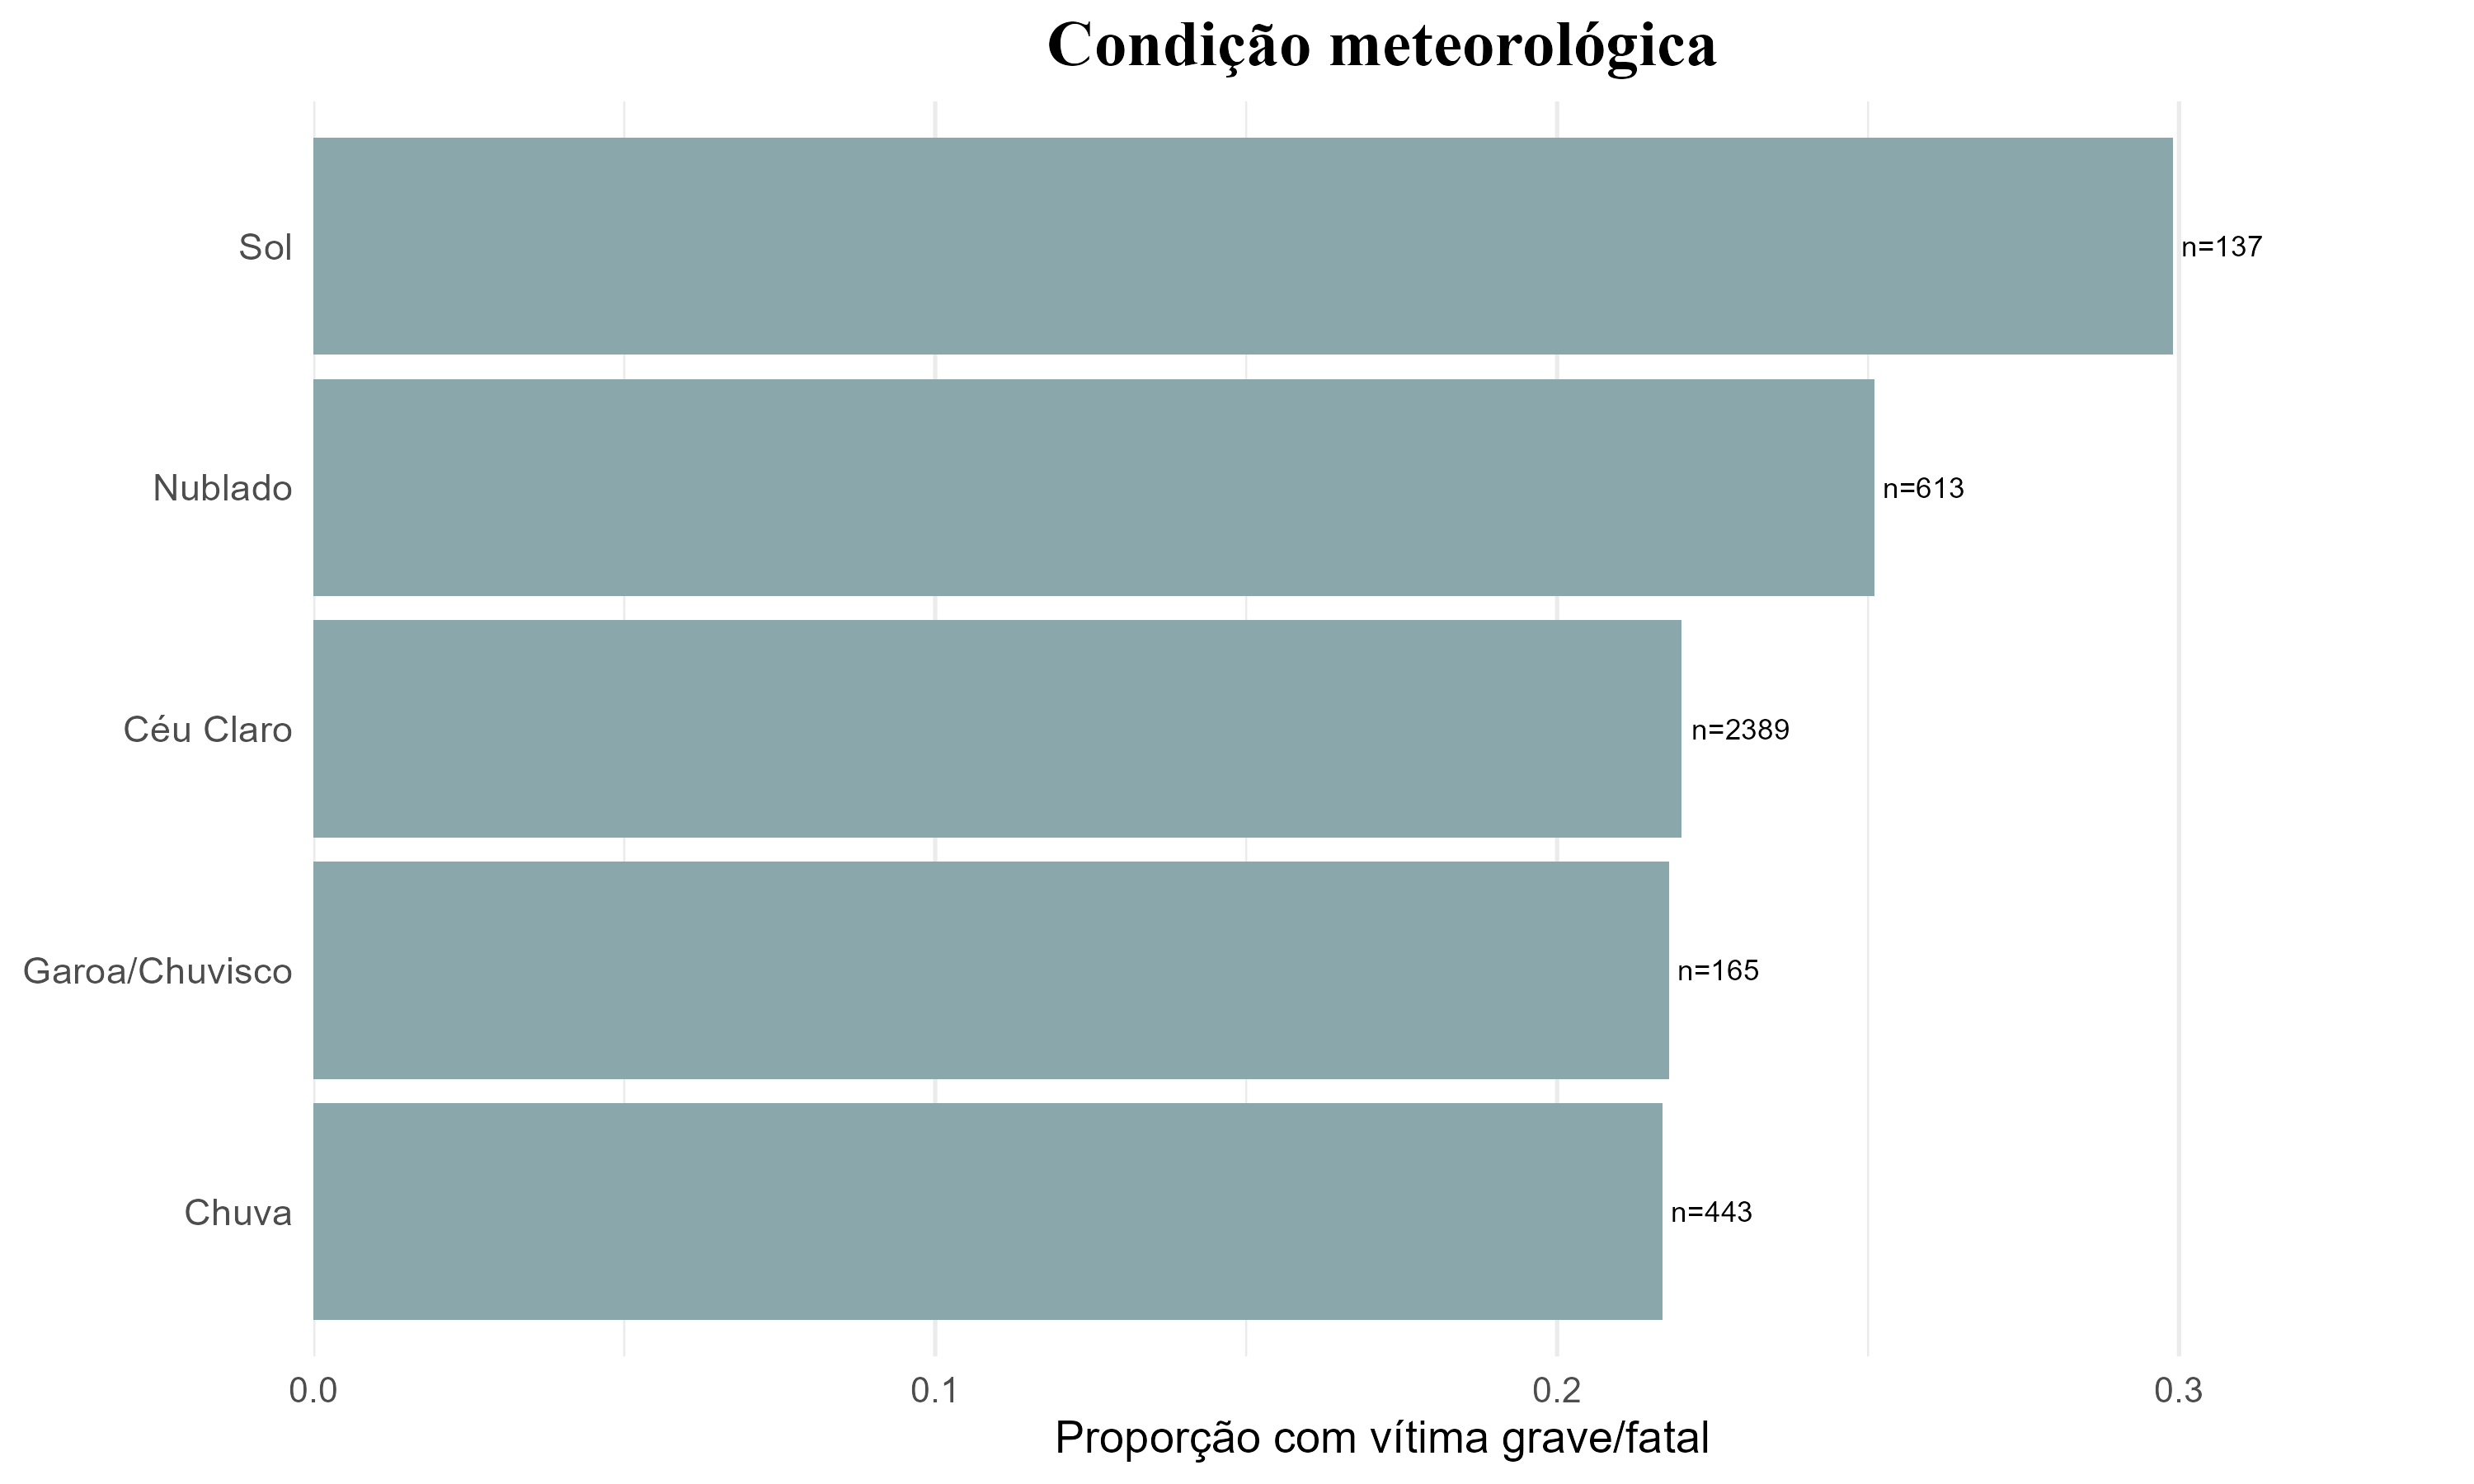 Condição meteorológica
Sol
n=137
Nublado
n=613
Céu Claro
n=2389
Garoa/Chuvisco
n=165
Chuva
n=443
0.0
0.1
0.2
0.3
Proporção com vítima grave/fatal